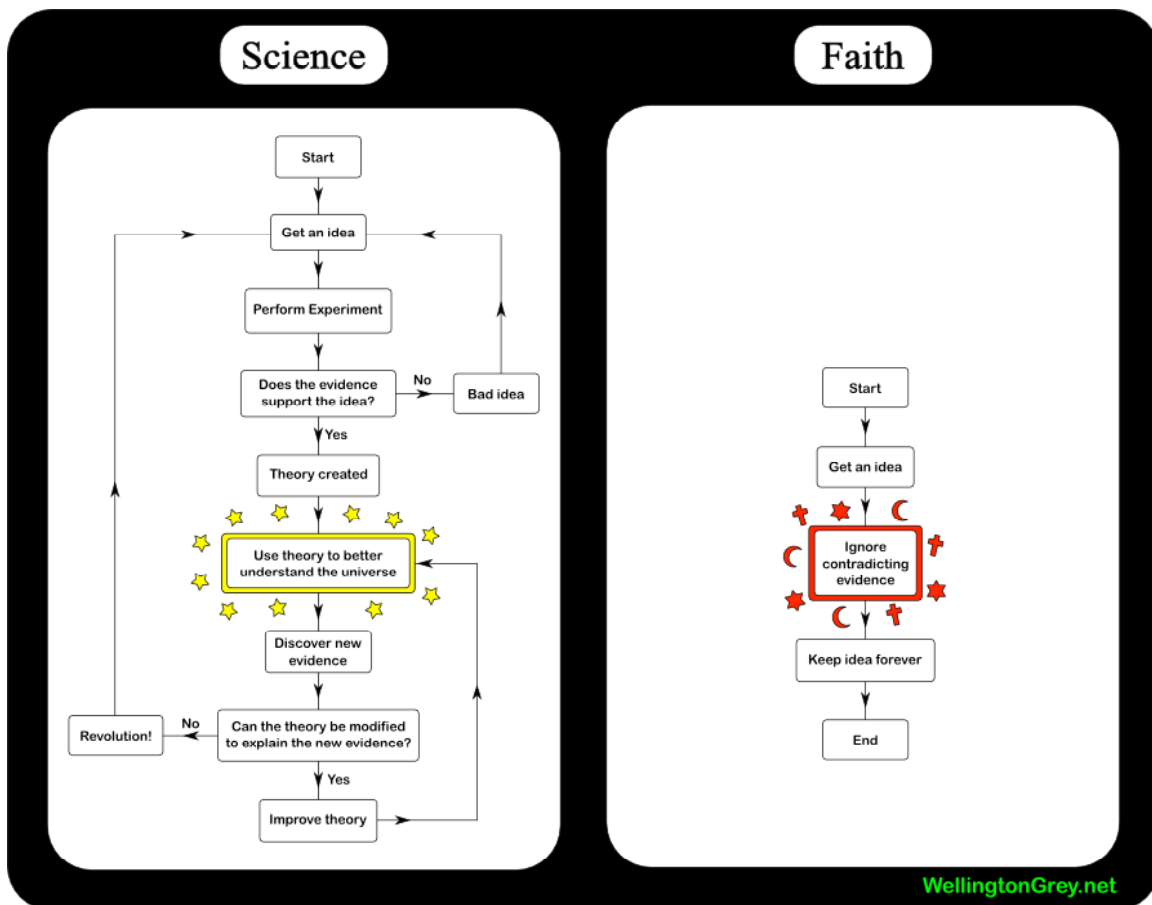 Science
Start
Get an idea
Perform Experiment
Does the evidence
support the idea?
No
Bad idea
Yes
Theory created
Use theory to better
understand the universe
Discover new
evidence
Can the theory be modified
to explain the new evidence?
No
Revolution!
Yes
Improve theory
Faith
Start
Get an idea
Ignore
contradicting
evidence
Keep idea forever
End
WellingtonGrey.net